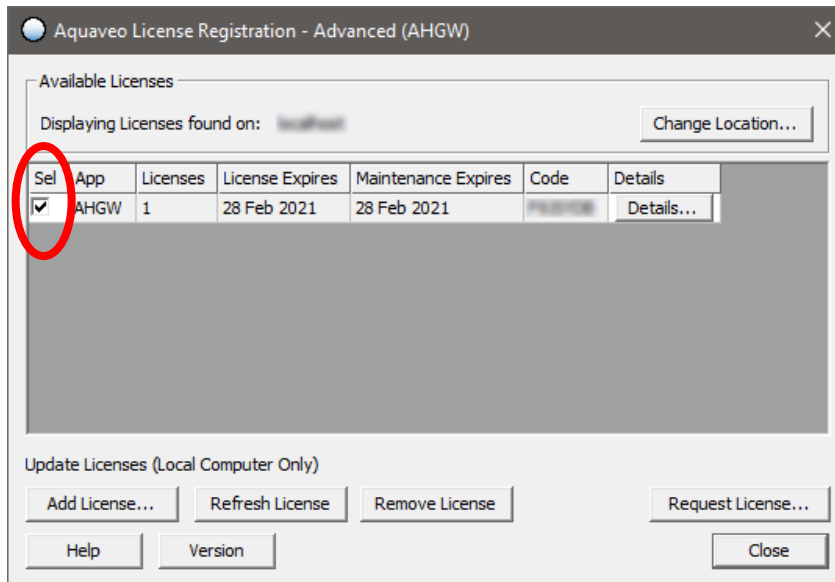 Aquaveo License Registration - Advanced (AHGW)
Available Licenses
Displaying Licenses found on:
Change Location...
Sel App Licenses License Expires Maintenance Expires Code Details
AHGW 1 28 Feb 2021 28 Feb 2021 Details...
Update Licenses (Local Computer Only)
Add License... Refresh License Remove License Request License...
Help Version Close